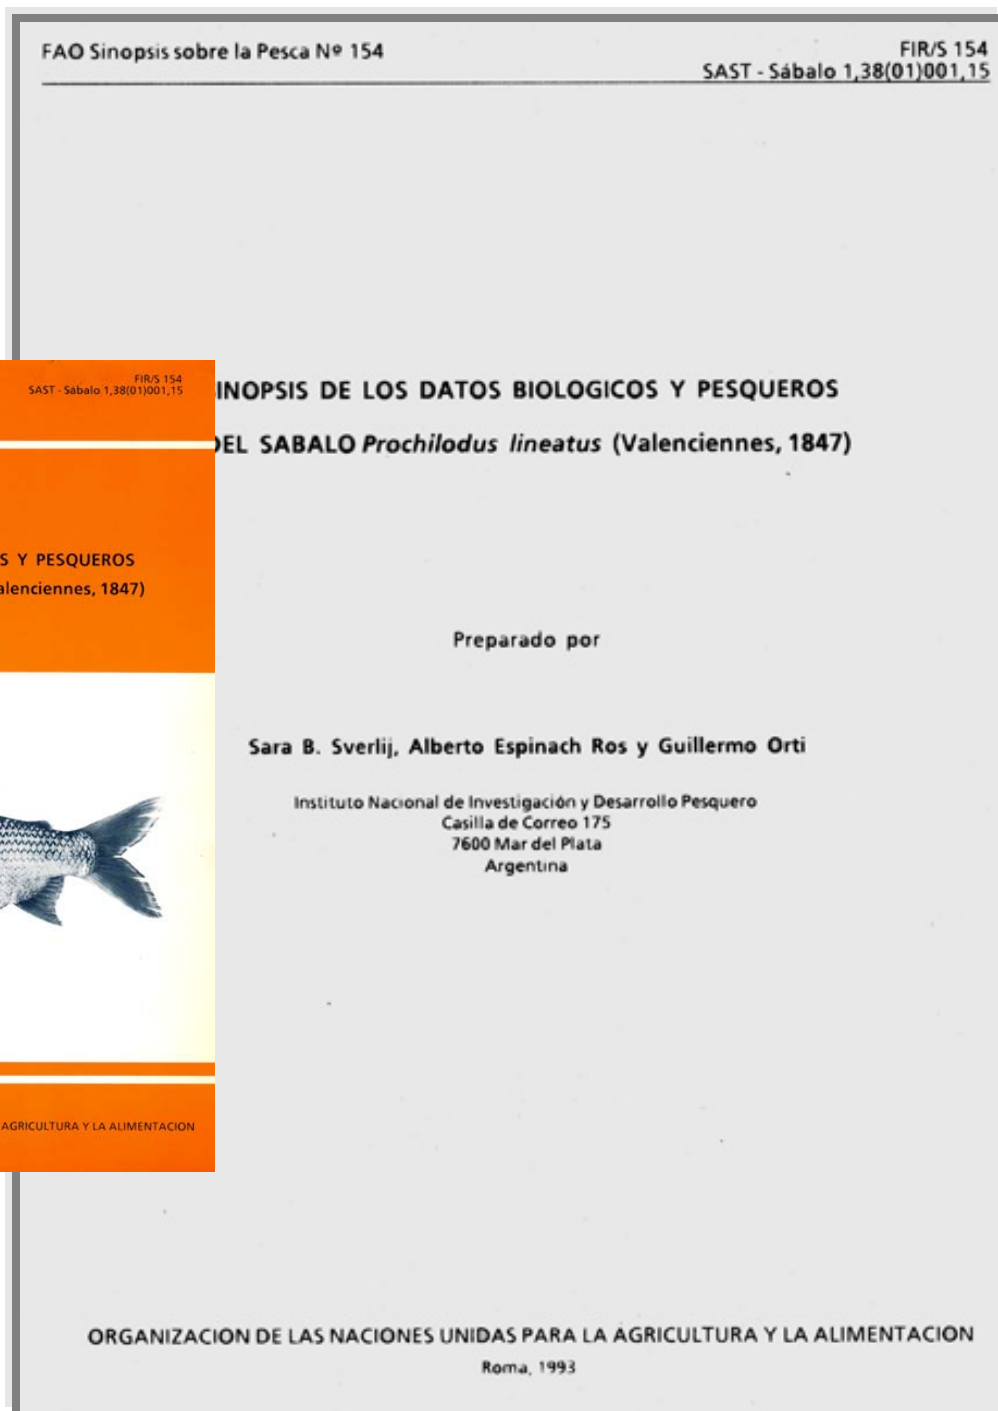 FAO Sinopsis sobre la Pesca Nº 154
FIR/S 154
SAST - Sábalo 1,38(01)001,15
INOPSIS DE LOS DATOS BIOLOGICOS Y PESQUEROS
DEL SABALO Prochilodus lineatus (Valenciennes, 1847)
Preparado por
Sara B. Sverlij, Alberto Espinach Ros y Guillermo Orti
Instituto Nacional de Investigación y Desarrollo Pesquero
Casilla de Correo 175
7600 Mar del Plata
Argentina
ORGANIZACION DE LAS NACIONES UNIDAS PARA LA AGRICULTURA Y LA ALIMENTACION
Roma, 1993
FIR/S 154
SAST - Sábalo 1,38(01)001,15
S Y PESQUEROS
alenciennes, 1847)
AGRICULTURA Y LA ALIMENTACION